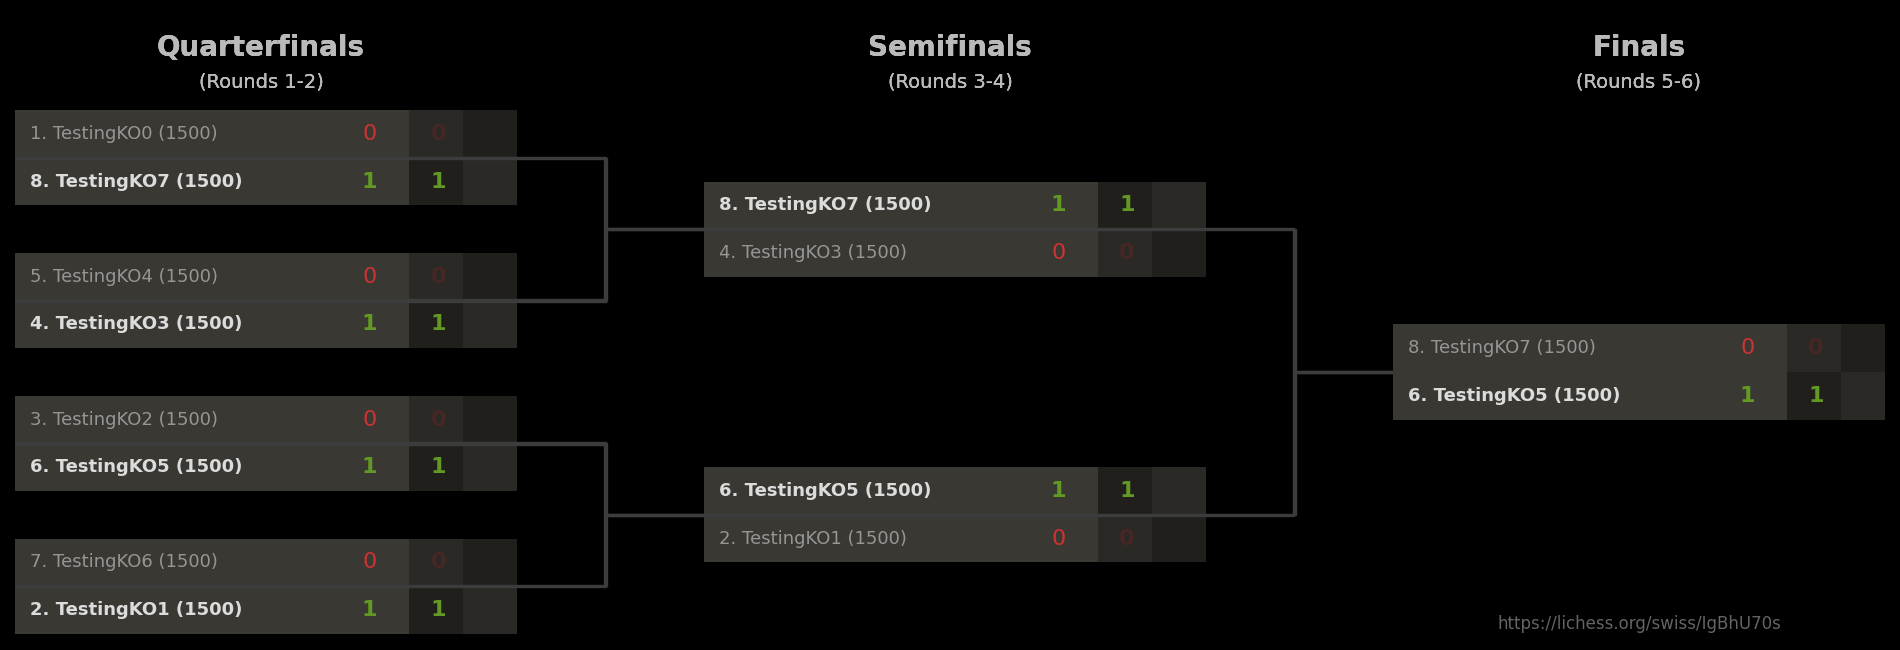 Quarterfinals
(Rounds 1-2)
1. TestingKO0 (1500) 0 0
8. TestingKO7 (1500) 1 1
5. TestingKO4 (1500) 0 0
4. TestingKO3 (1500) 1 1
3. TestingKO2 (1500) 0 0
6. TestingKO5 (1500) 1 1
7. TestingKO6 (1500) 0 0
2. TestingKO1 (1500) 1 1
Semifinals
(Rounds 3-4)
8. TestingKO7 (1500) 1 1
4. TestingKO3 (1500) 0 0
6. TestingKO5 (1500) 1 1
2. TestingKO1 (1500) 0 0
Finals
(Rounds 5-6)
8. TestingKO7 (1500) 0 0
6. TestingKO5 (1500) 1 1
https://lichess.org/swiss/IgBhU70s